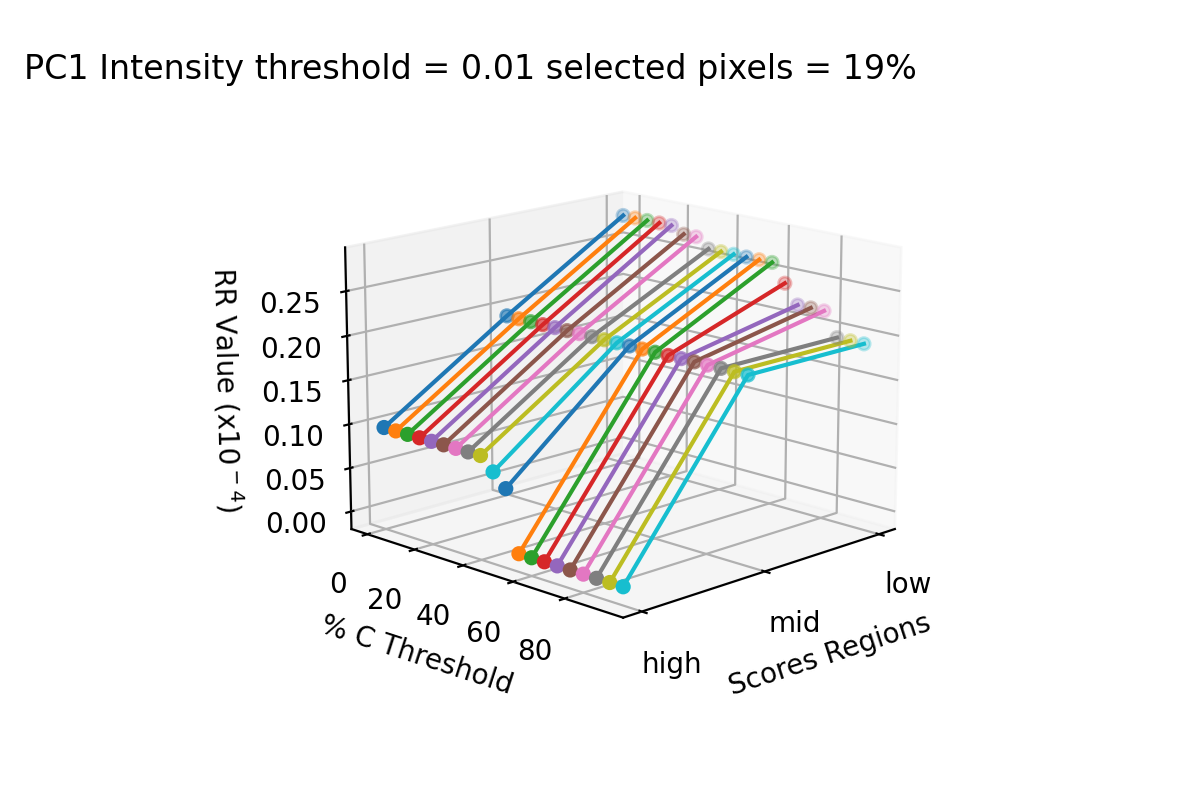 PC1 Intensity threshold = 0.01 selected pixels = 19%
RR Value (x10⁻⁴)
0.25
0.20
0.15
0.10
0.05
0.00
0
20
40
60
80
% C Threshold
low
mid
high
Scores Regions